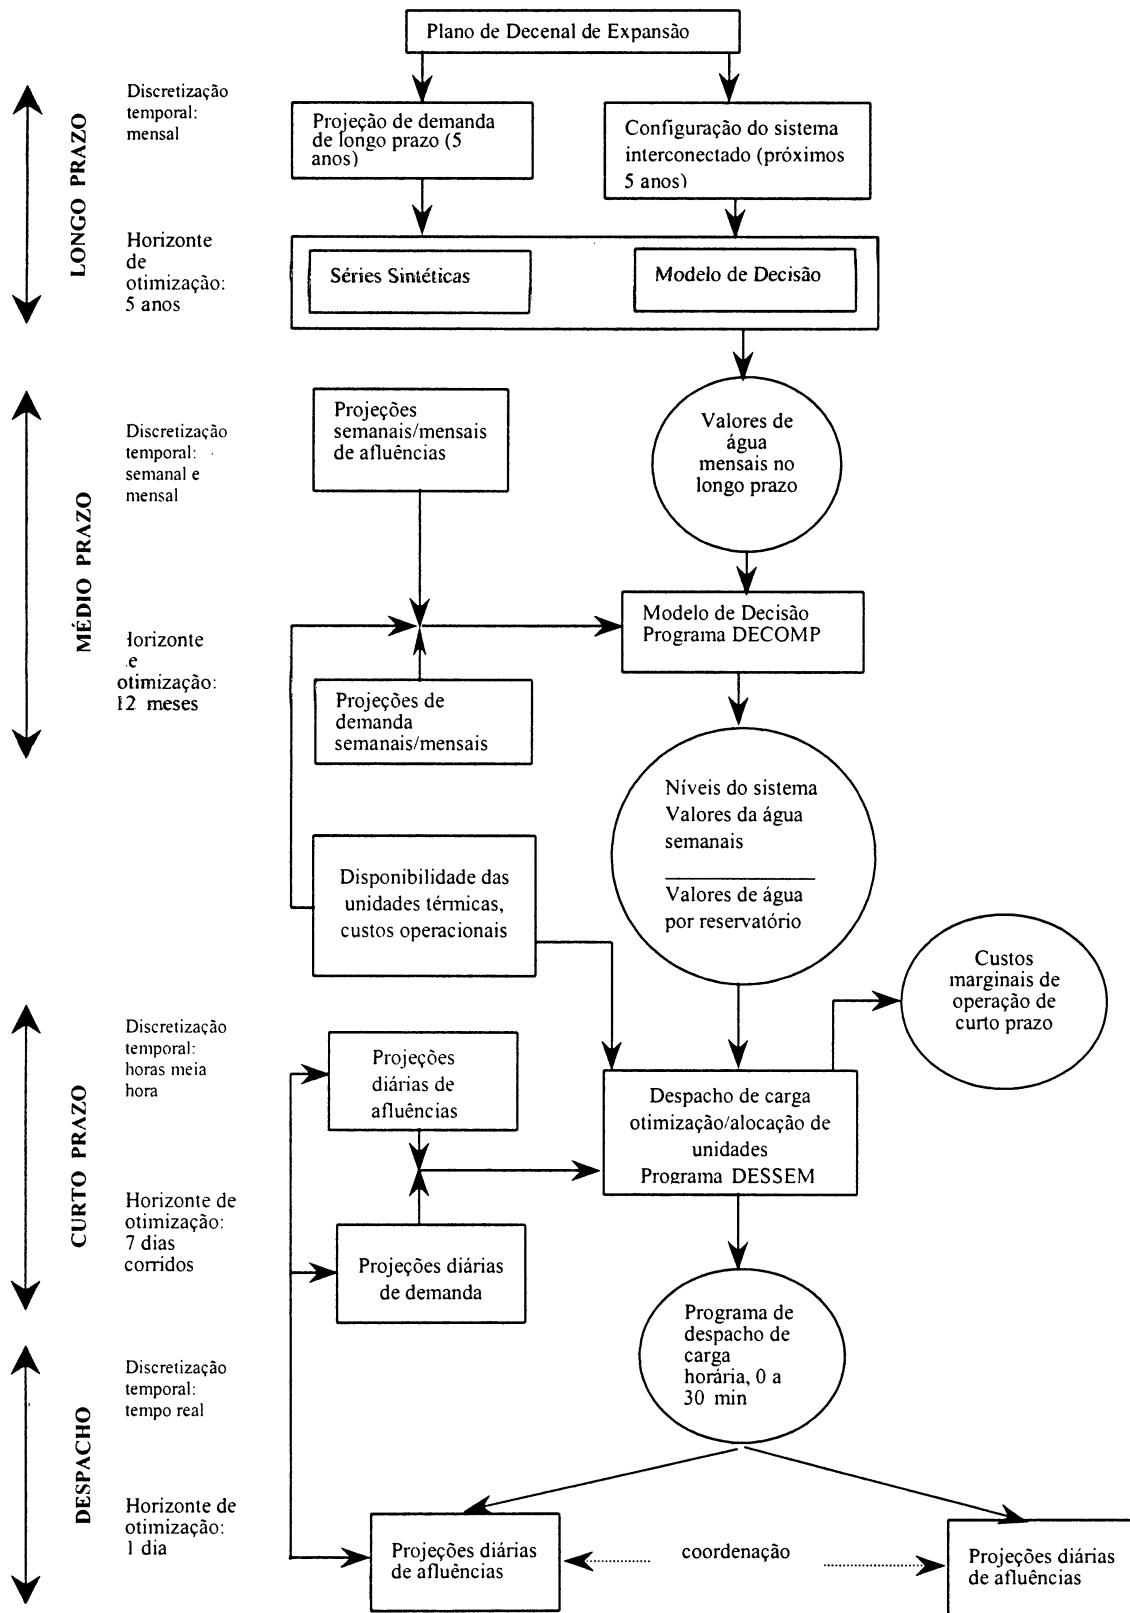 Plano de Decenal de Expansão
LONGO PRAZO
Discretização
temporal:
mensal
Projeção de demanda
de longo prazo (5
anos)
Configuração do sistema
interconectado (próximos
5 anos)
Horizonte
de
otimização:
5 anos
Séries Sintéticas
Modelo de Decisão
MÉDIO PRAZO
Discretização
temporal:
semanal e
mensal
Projeções
semanais/mensais
de afluências
Valores de
água
mensais no
longo prazo
Horizonte
de
otimização:
12 meses
Modelo de Decisão
Programa DECOMP
Projeções de
demanda
semanais/mensais
Níveis do sistema
Valores da água
semanais
Valores de água
por reservatório
Disponibilidade das
unidades térmicas,
custos operacionais
Custos
marginais de
operação de
curto prazo
CURTO PRAZO
Discretização
temporal:
horas meia
hora
Projeções
diárias de
afluências
Despacho de carga
otimização/alocação de
unidades
Programa DESSEM
Horizonte de
otimização:
7 dias
corridos
Projeções diárias
de demanda
Programa de
despacho de
carga
horária, 0 a
30 min
DESPACHO
Discretização
temporal:
tempo real
Horizonte de
otimização:
1 dia
Projeções diárias
de afluências
coordenação
Projeções diárias
de afluências